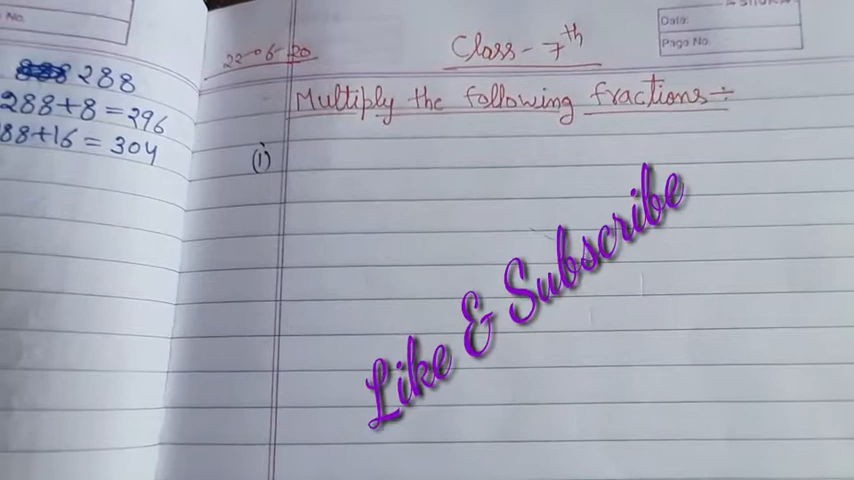 No.
288
288+8=296
88+16=304
22-06-20
Class-7th
Date:
Page No.
Multiply the following fractions:-
(i)
Like & Subscribe